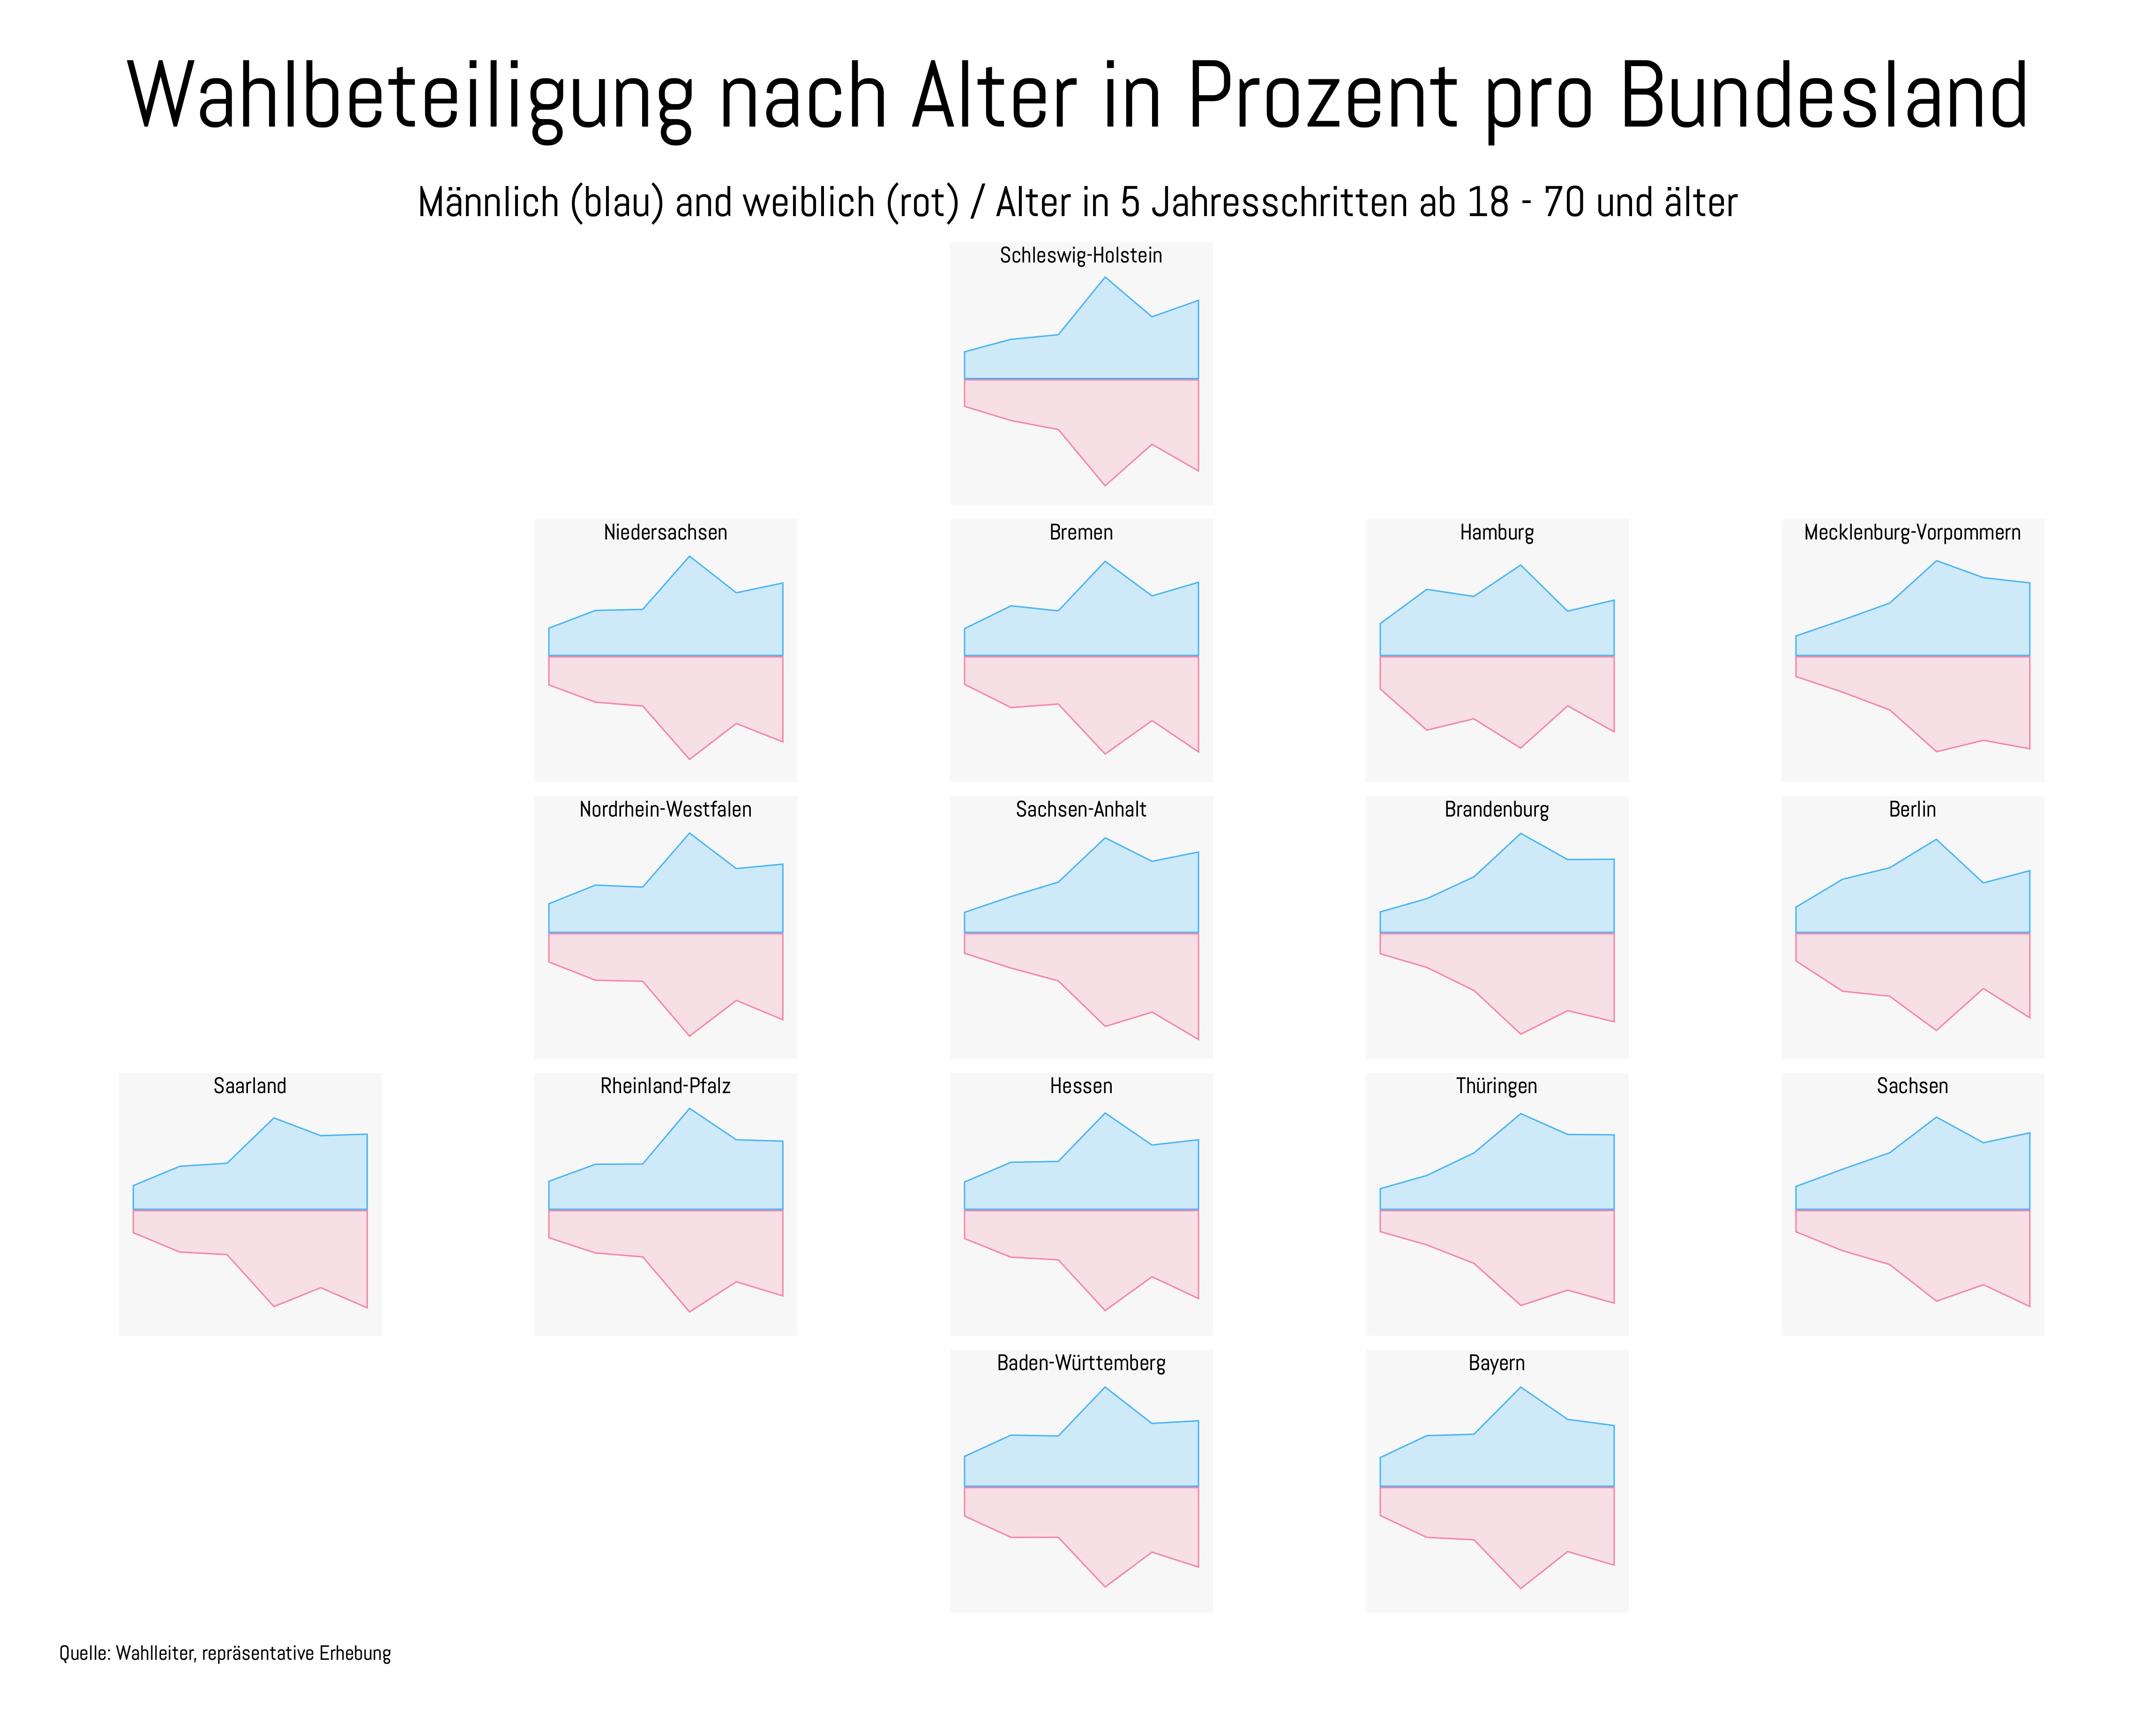 Wahlbeteiligung nach Alter in Prozent pro Bundesland
Männlich (blau) and weiblich (rot) / Alter in 5 Jahresschritten ab 18 - 70 und älter
Schleswig-Holstein
Niedersachsen
Bremen
Hamburg
Mecklenburg-Vorpommern
Nordrhein-Westfalen
Sachsen-Anhalt
Brandenburg
Berlin
Saarland
Rheinland-Pfalz
Hessen
Thüringen
Sachsen
Baden-Württemberg
Bayern
Quelle: Wahlleiter, repräsentative Erhebung